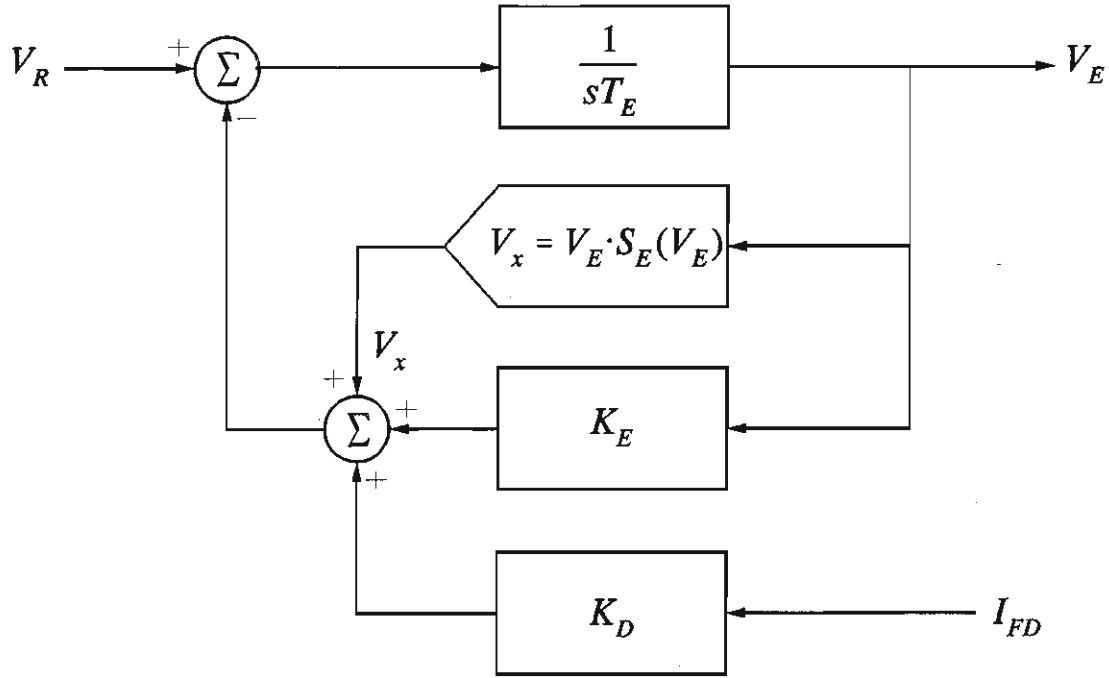 +
V_R
Σ
−
1
sT_E
V_E
V_x = V_E·S_E(V_E)
V_x
+
+
Σ
K_E
+
K_D
I_FD